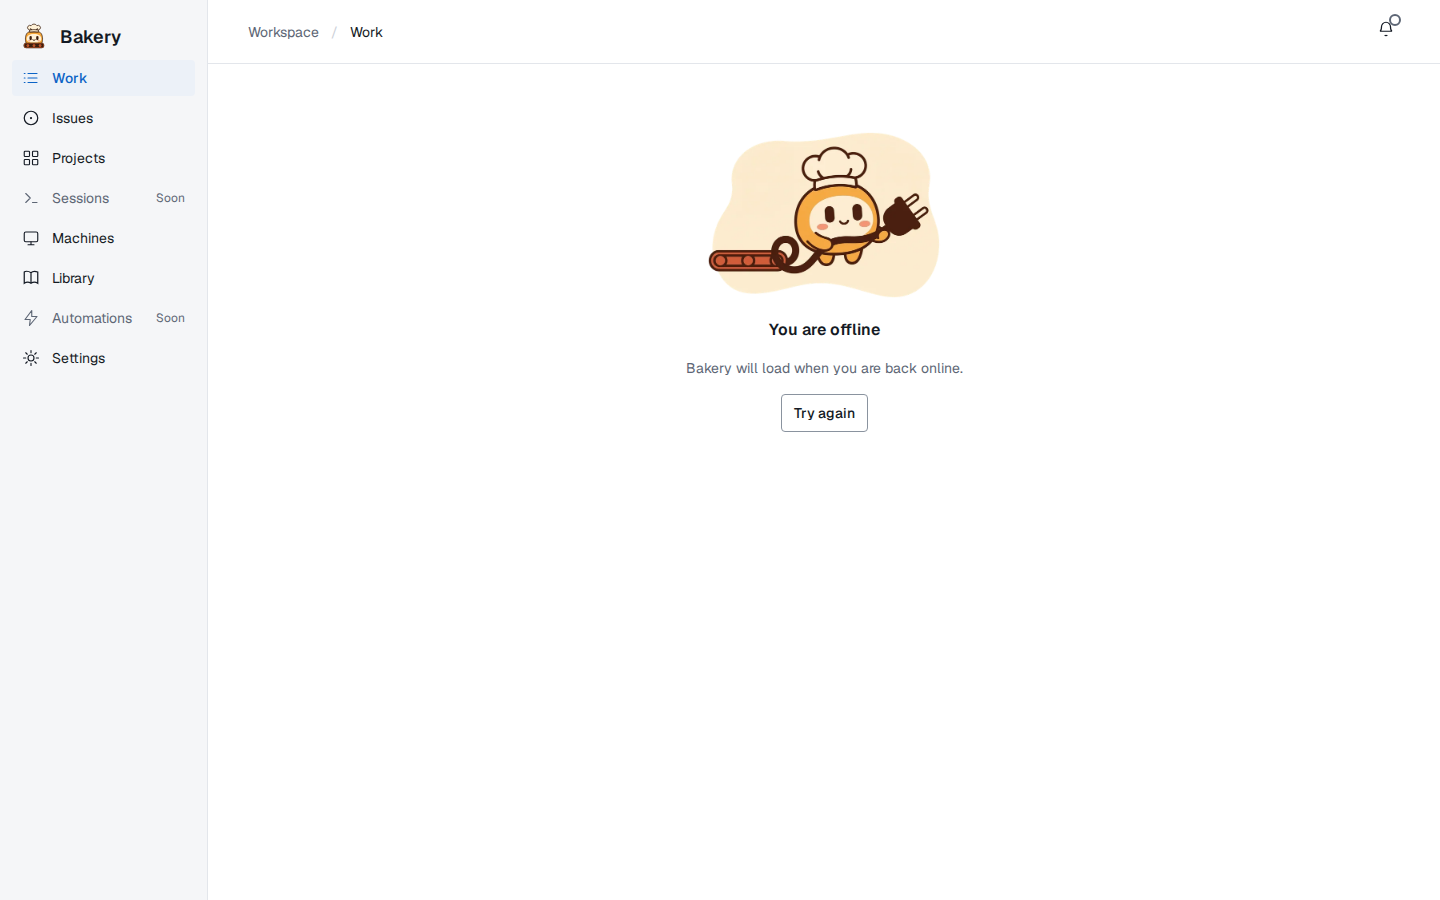 Bakery
Work
Issues
Projects
Sessions Soon
Machines
Library
Automations Soon
Settings
Workspace / Work
You are offline
Bakery will load when you are back online.
Try again